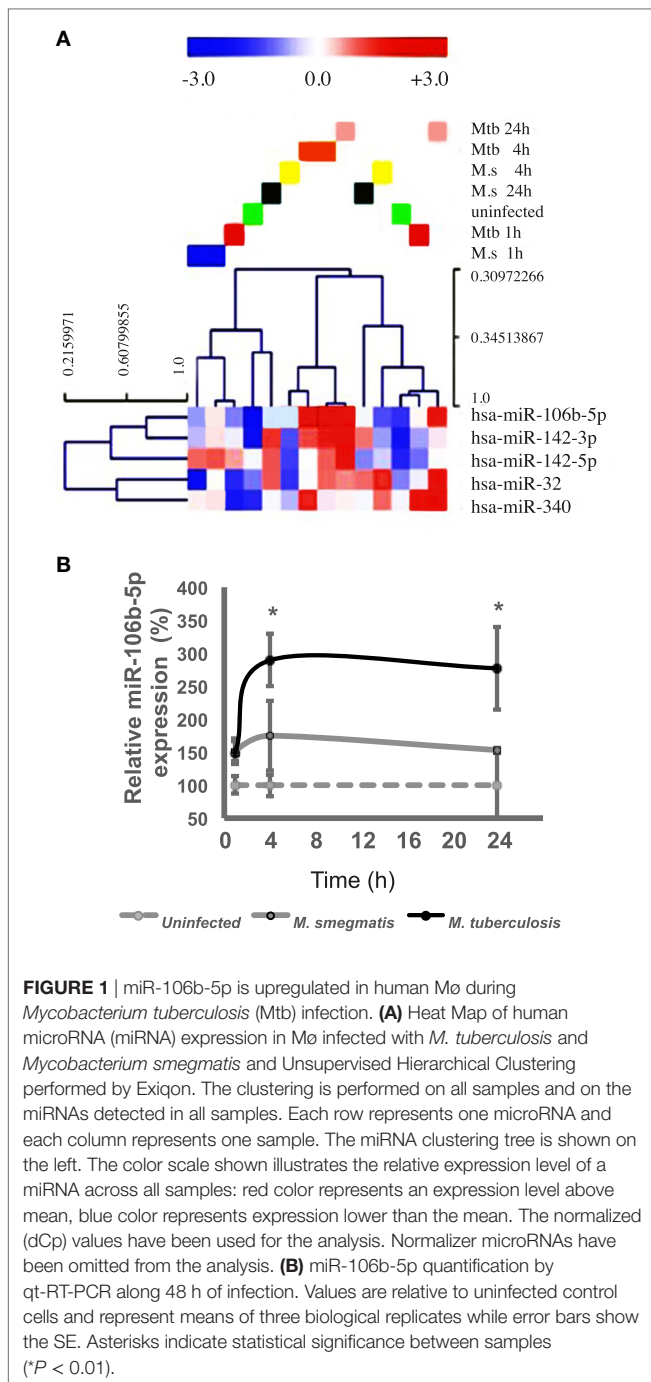 A
-3.0 0.0 +3.0
Mtb 24h
Mtb 4h
M.s 4h
M.s 24h
uninfected
Mtb 1h
M.s 1h
0.30972266
0.34513867
1.0
0.2159971
0.60799855
1.0
hsa-miR-106b-5p
hsa-miR-142-3p
hsa-miR-142-5p
hsa-miR-32
hsa-miR-340
B
Relative miR-106b-5p
expression (%)
400
350
300
250
200
150
100
50
* *
0 4 8 12 16 20 24
Time (h)
Uninfected M. smegmatis M. tuberculosis
FIGURE 1 | miR-106b-5p is upregulated in human Mø during
Mycobacterium tuberculosis (Mtb) infection. (A) Heat Map of human
microRNA (miRNA) expression in Mø infected with M. tuberculosis and
Mycobacterium smegmatis and Unsupervised Hierarchical Clustering
performed by Exiqon. The clustering is performed on all samples and on the
miRNAs detected in all samples. Each row represents one microRNA and
each column represents one sample. The miRNA clustering tree is shown on
the left. The color scale shown illustrates the relative expression level of a
miRNA across all samples: red color represents an expression level above
mean, blue color represents expression lower than the mean. The normalized
(dCp) values have been used for the analysis. Normalizer microRNAs have
been omitted from the analysis. (B) miR-106b-5p quantification by
qt-RT-PCR along 48 h of infection. Values are relative to uninfected control
cells and represent means of three biological replicates while error bars show
the SE. Asterisks indicate statistical significance between samples
(*P < 0.01).